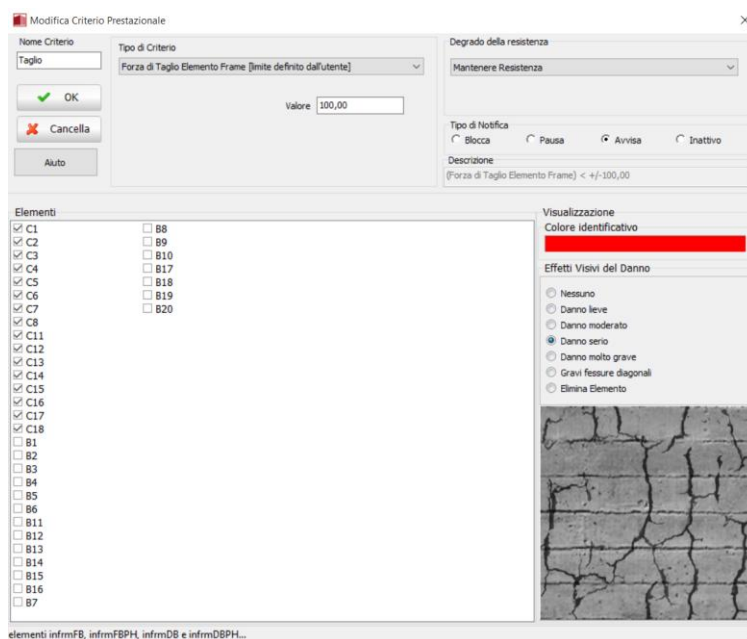 Modifica Criterio Prestazionale
Nome Criterio
Taglio
OK
Cancella
Aiuto
Tipo di Criterio
Forza di Taglio Elemento Frame [limite definito dall'utente]
Valore 100,00
Degrado della resistenza
Mantenere Resistenza
Tipo di Notifica
Blocca Pausa Avvisa Inattivo
Descrizione
(Forza di Taglio Elemento Frame) < +/-100,00
Elementi
C1
C2
C3
C4
C5
C6
C7
C8
C11
C12
C13
C14
C15
C16
C17
C18
B1
B2
B3
B4
B5
B6
B11
B12
B13
B14
B15
B16
B7
B8
B9
B10
B17
B18
B19
B20
Visualizzazione
Colore identificativo
Effetti Visivi del Danno
Nessuno
Danno lieve
Danno moderato
Danno serio
Danno molto grave
Gravi fessure diagonali
Elimina Elemento
elementi infrmFB, infrmFBPH, infrmDB e infrmDBPH...